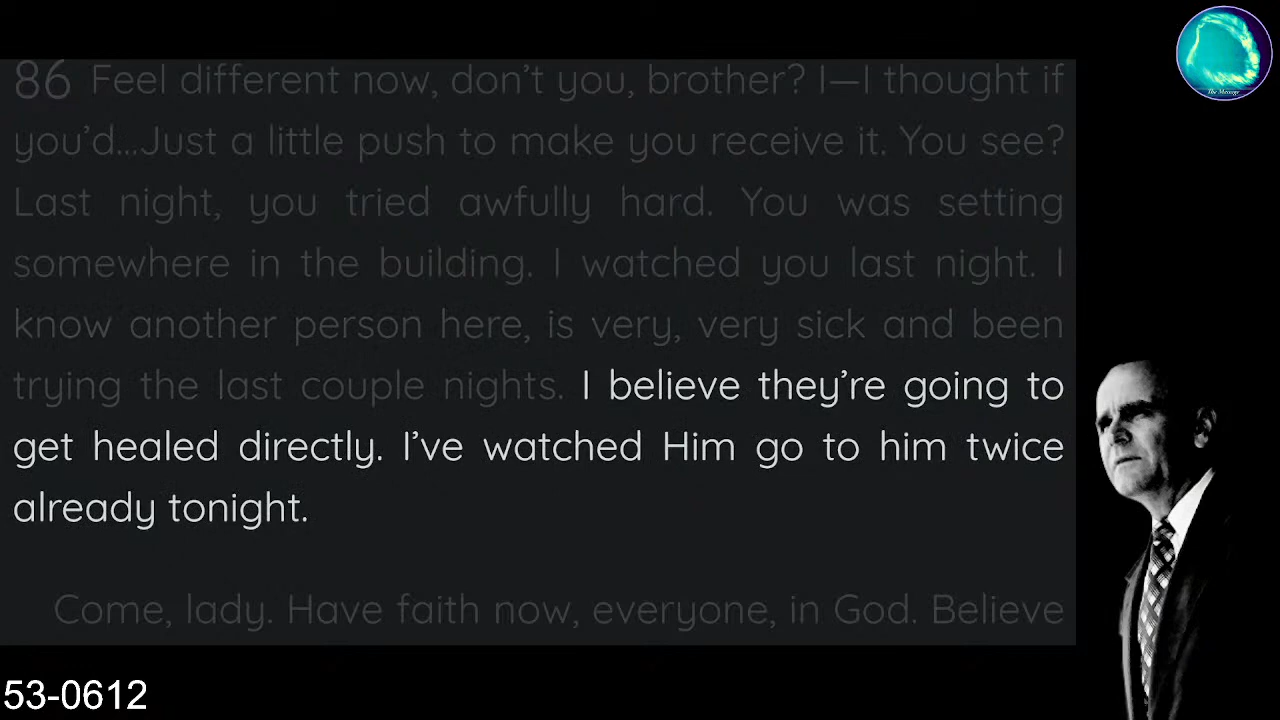 86 Feel different now, don’t you, brother? I—I thought if
you’d...Just a little push to make you receive it. You see?
Last night, you tried awfully hard. You was setting
somewhere in the building. I watched you last night. I
know another person here, is very, very sick and been
trying the last couple nights. I believe they’re going to
get healed directly. I’ve watched Him go to him twice
already tonight.
Come, lady. Have faith now, everyone, in God. Believe
The Message
53-0612